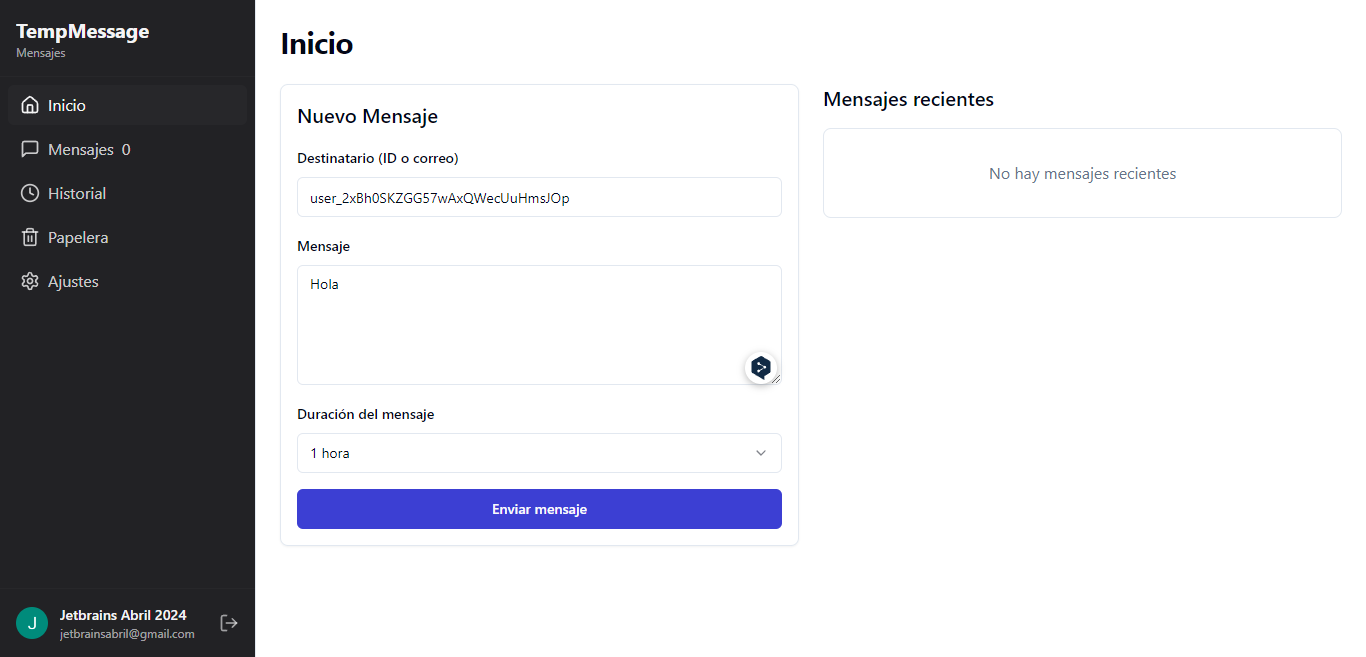 TempMessage
Mensajes
Inicio
Mensajes 0
Historial
Papelera
Ajustes
J
Jetbrains Abril 2024
jetbrainsabril@gmail.com
Inicio
Nuevo Mensaje
Destinatario (ID o correo)
user_2xBh0SKZGG57wAxQWecUuHmsJOp
Mensaje
Hola
Duración del mensaje
1 hora
Enviar mensaje
Mensajes recientes
No hay mensajes recientes